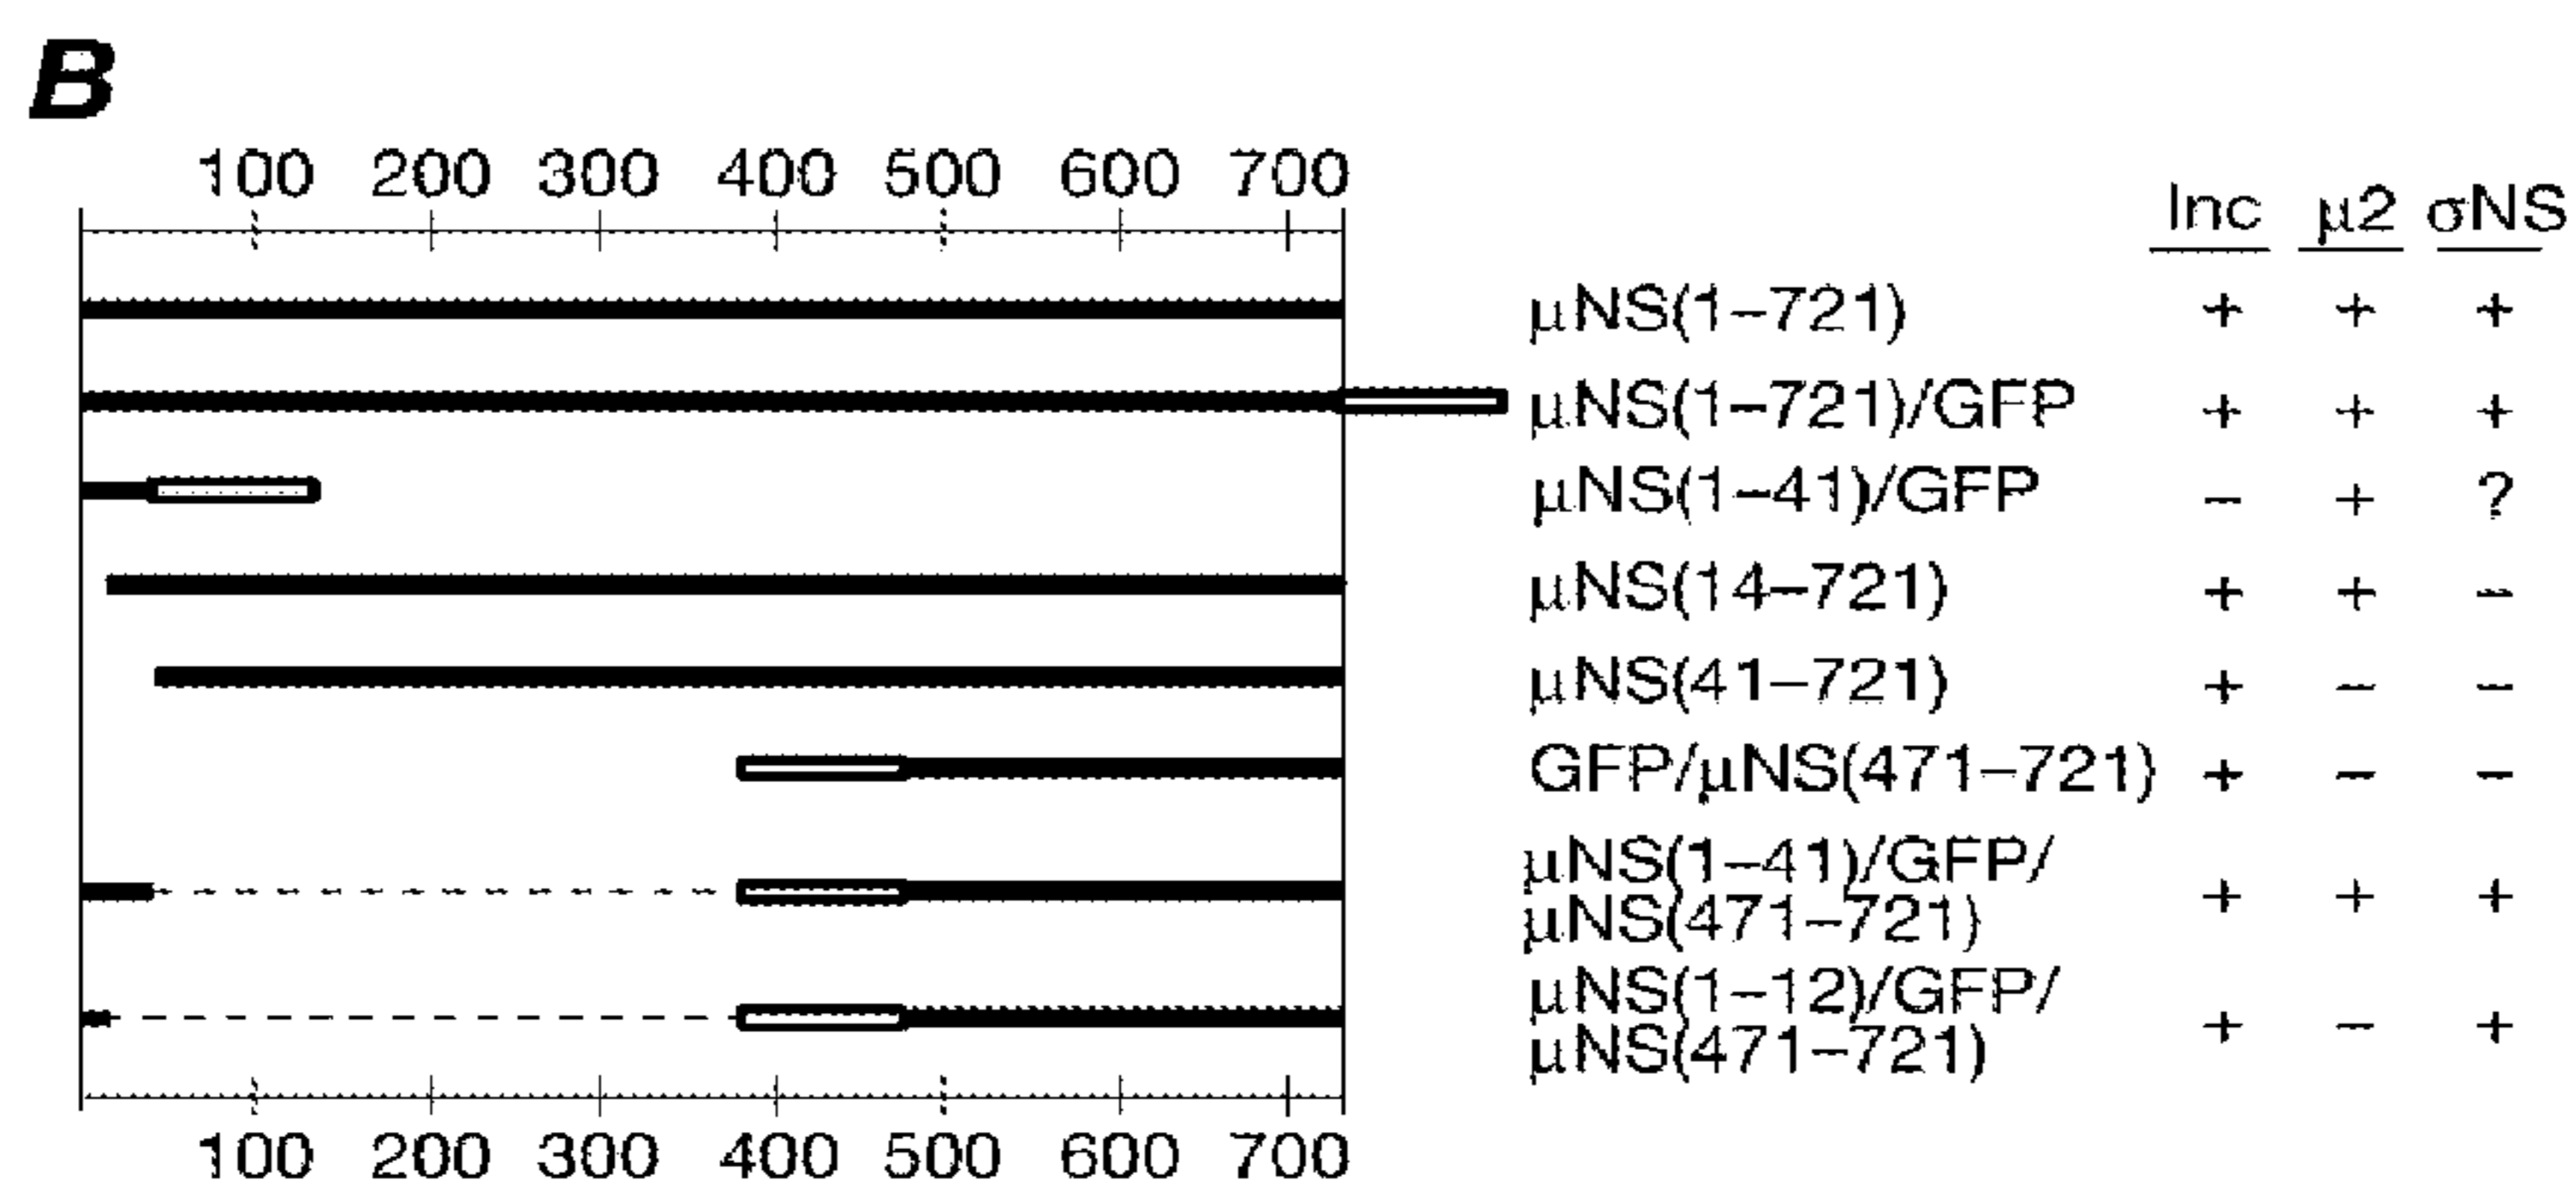 B
100 200 300 400 500 600 700
Inc μ2 σNS
μNS(1–721) + + +
μNS(1–721)/GFP + + +
μNS(1–41)/GFP – + ?
μNS(14–721) + + –
μNS(41–721) + – –
GFP/μNS(471–721) + – –
μNS(1–41)/GFP/
μNS(471–721) + + +
μNS(1–12)/GFP/
μNS(471–721) + – +
100 200 300 400 500 600 700